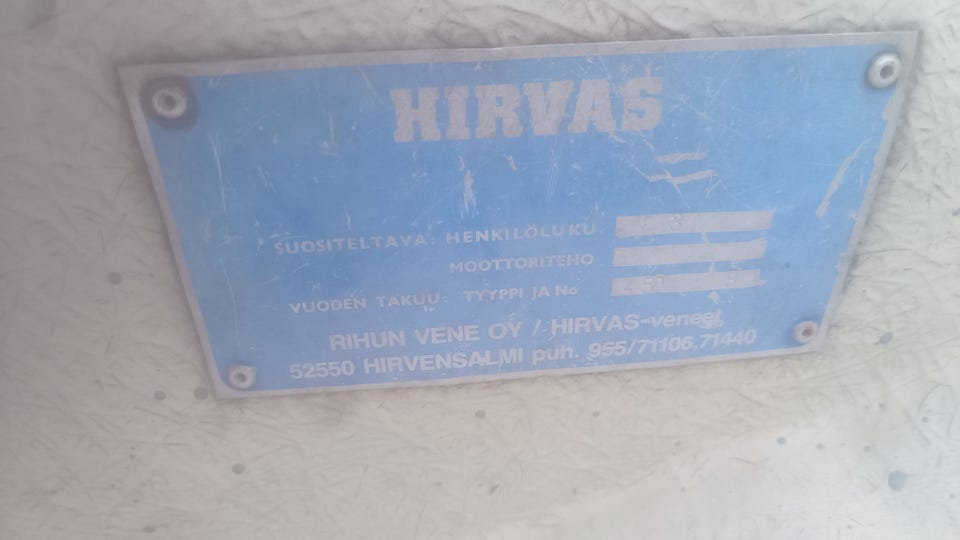 HIRVAS
SUOSITELTAVA: HENKILÖLUKU
MOOTTORITEHO
VUODEN TAKUU: TYYPPI JA No
RIHUN VENE OY / HIRVAS-veneet
52550 HIRVENSALMI puh. 955/71106,71440